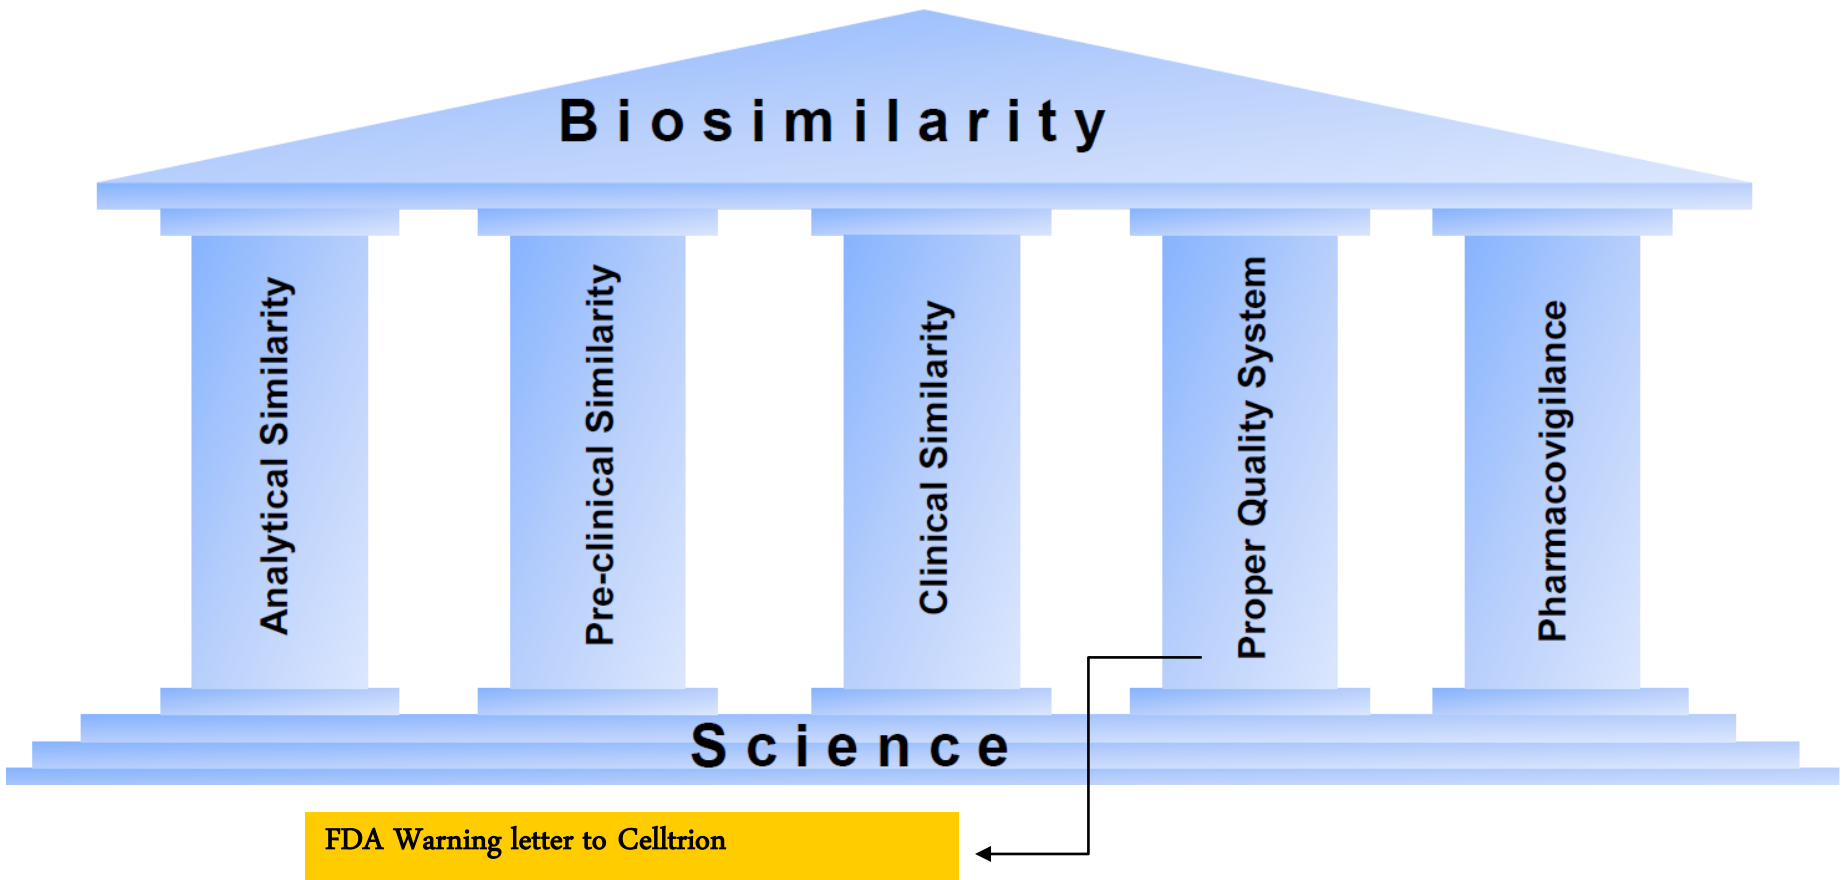 Biosimilarity
Analytical Similarity
Pre-clinical Similarity
Clinical Similarity
Proper Quality System
Pharmacovigilance
Science
FDA Warning letter to Celltrion